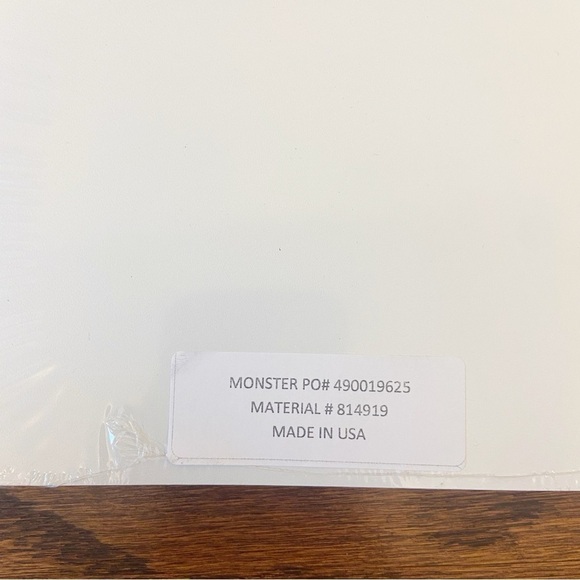 MONSTER PO# 490019625
MATERIAL # 814919
MADE IN USA